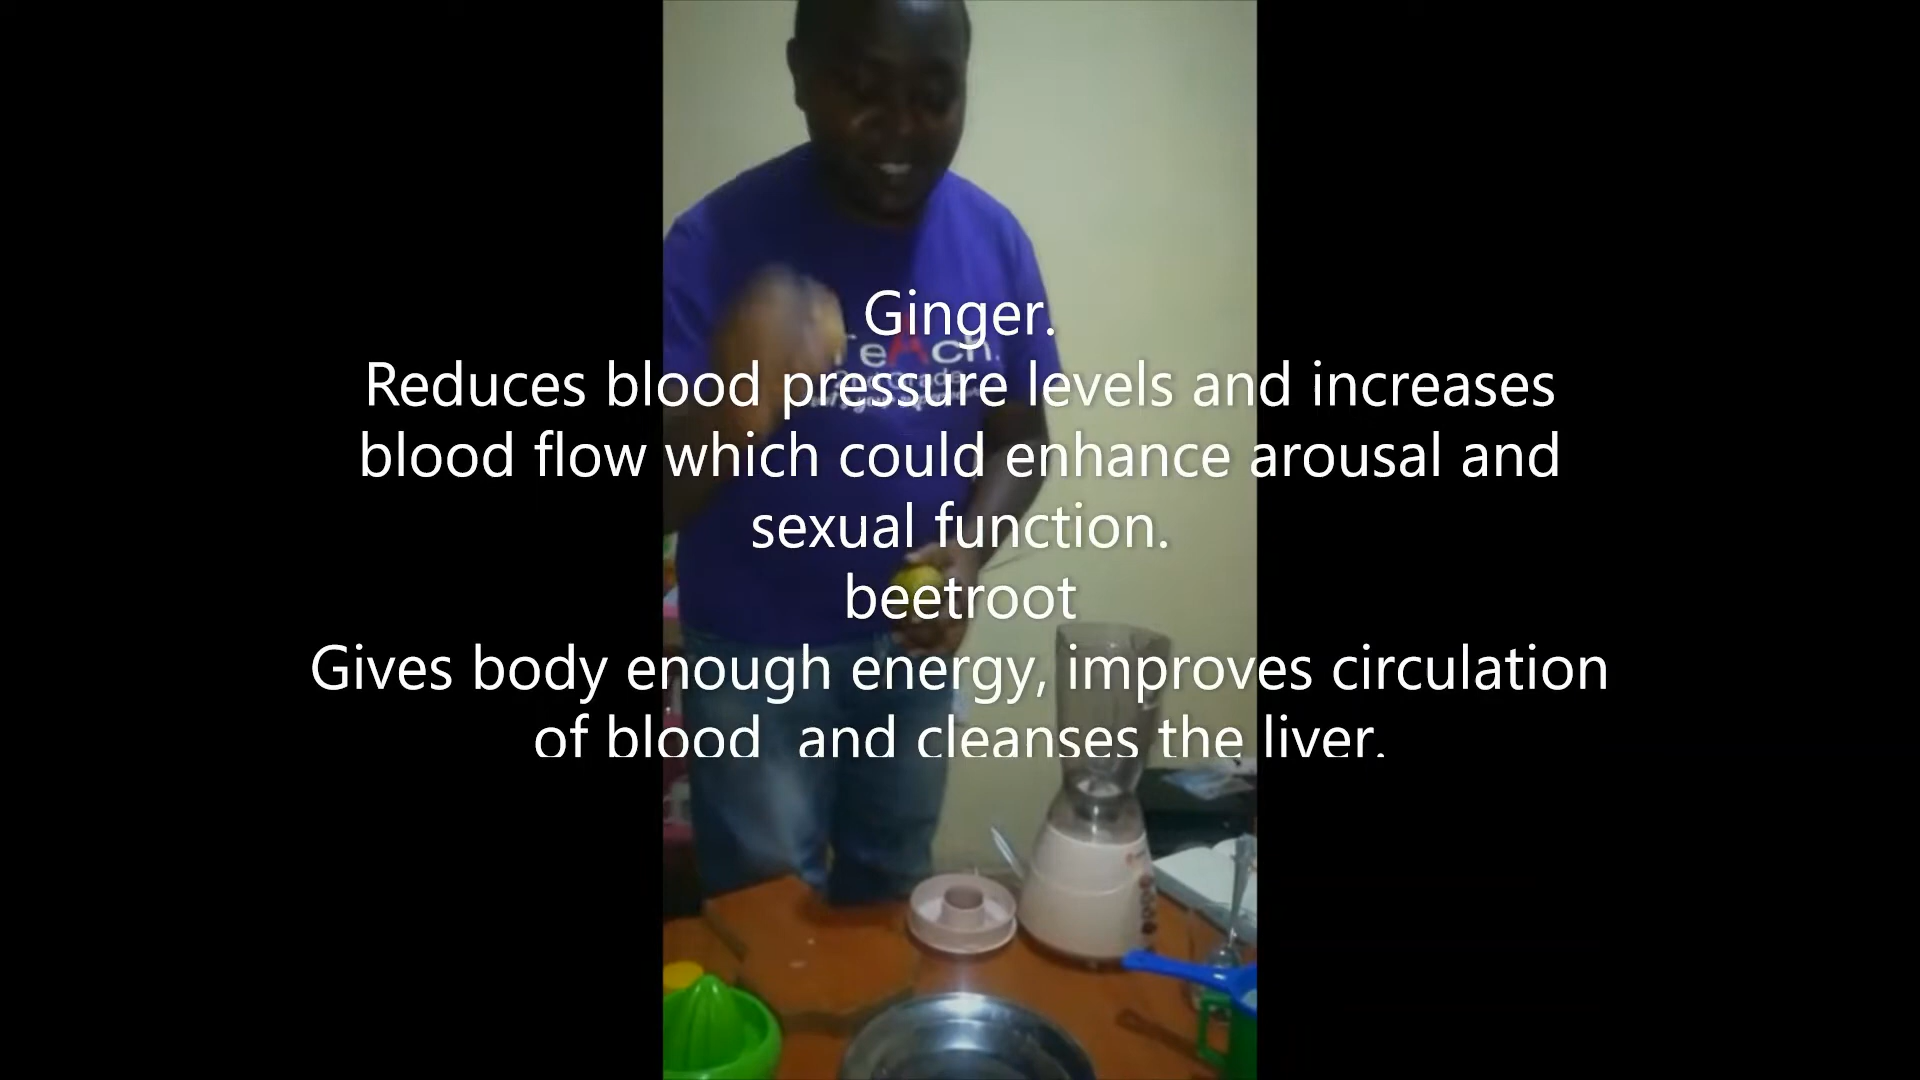 Ginger.
Reduces blood pressure levels and increases
blood flow which could enhance arousal and
sexual function.
beetroot
Gives body enough energy, improves circulation
of blood  and cleanses the liver.